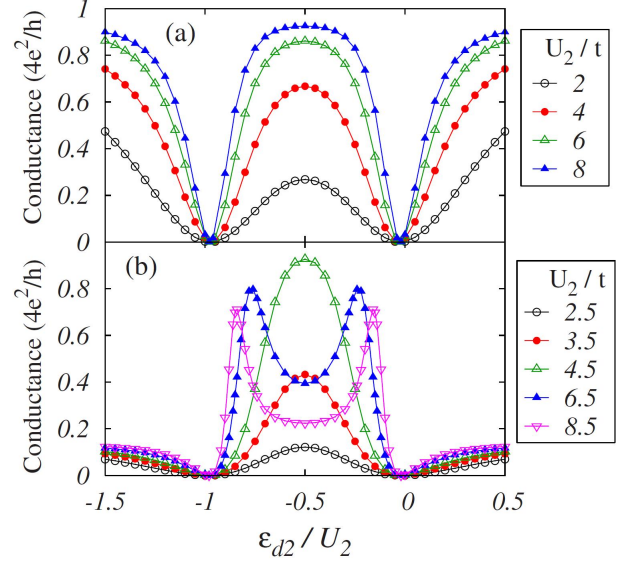 Conductance (4e²/h)
1
0.8
0.6
0.4
0.2
0
(a)
U₂ / t
2
4
6
8
Conductance (4e²/h)
0.8
0.6
0.4
0.2
0
(b)
U₂ / t
2.5
3.5
4.5
6.5
8.5
-1.5 -1 -0.5 0 0.5
ε_d2 / U₂